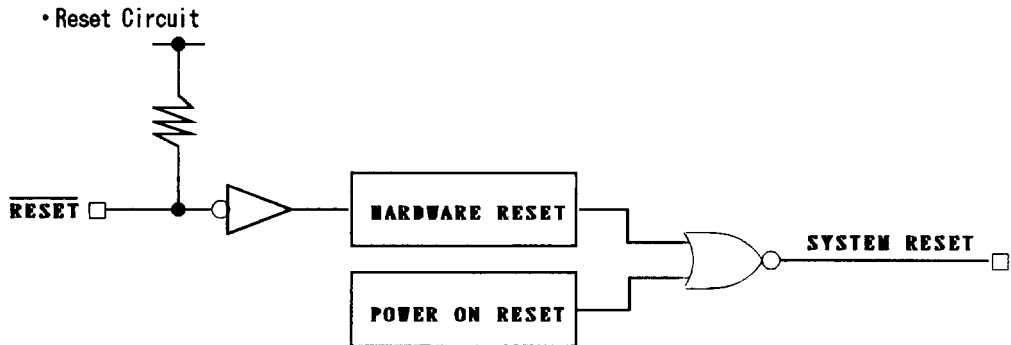 ・Reset Circuit
RESET
HARDWARE RESET
SYSTEM RESET
POWER ON RESET